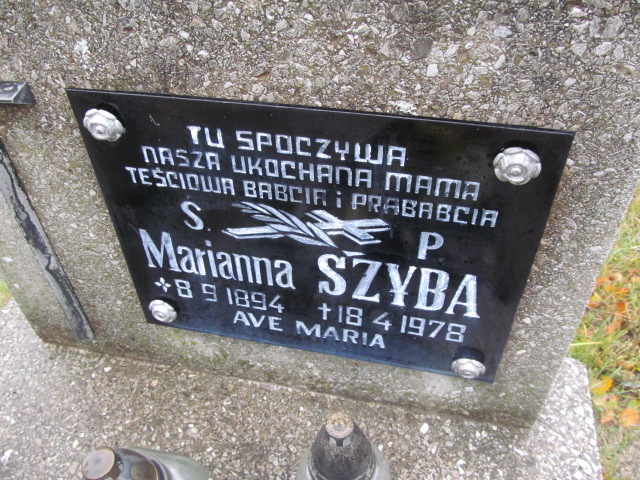 TU SPOCZYWA
NASZA UKOCHANA MAMA
TEŚCIOWA BABCIA i PRABABCIA
Ś. P
Marianna SZYBA
* 8 9 1894 † 18 4 1978
AVE MARIA